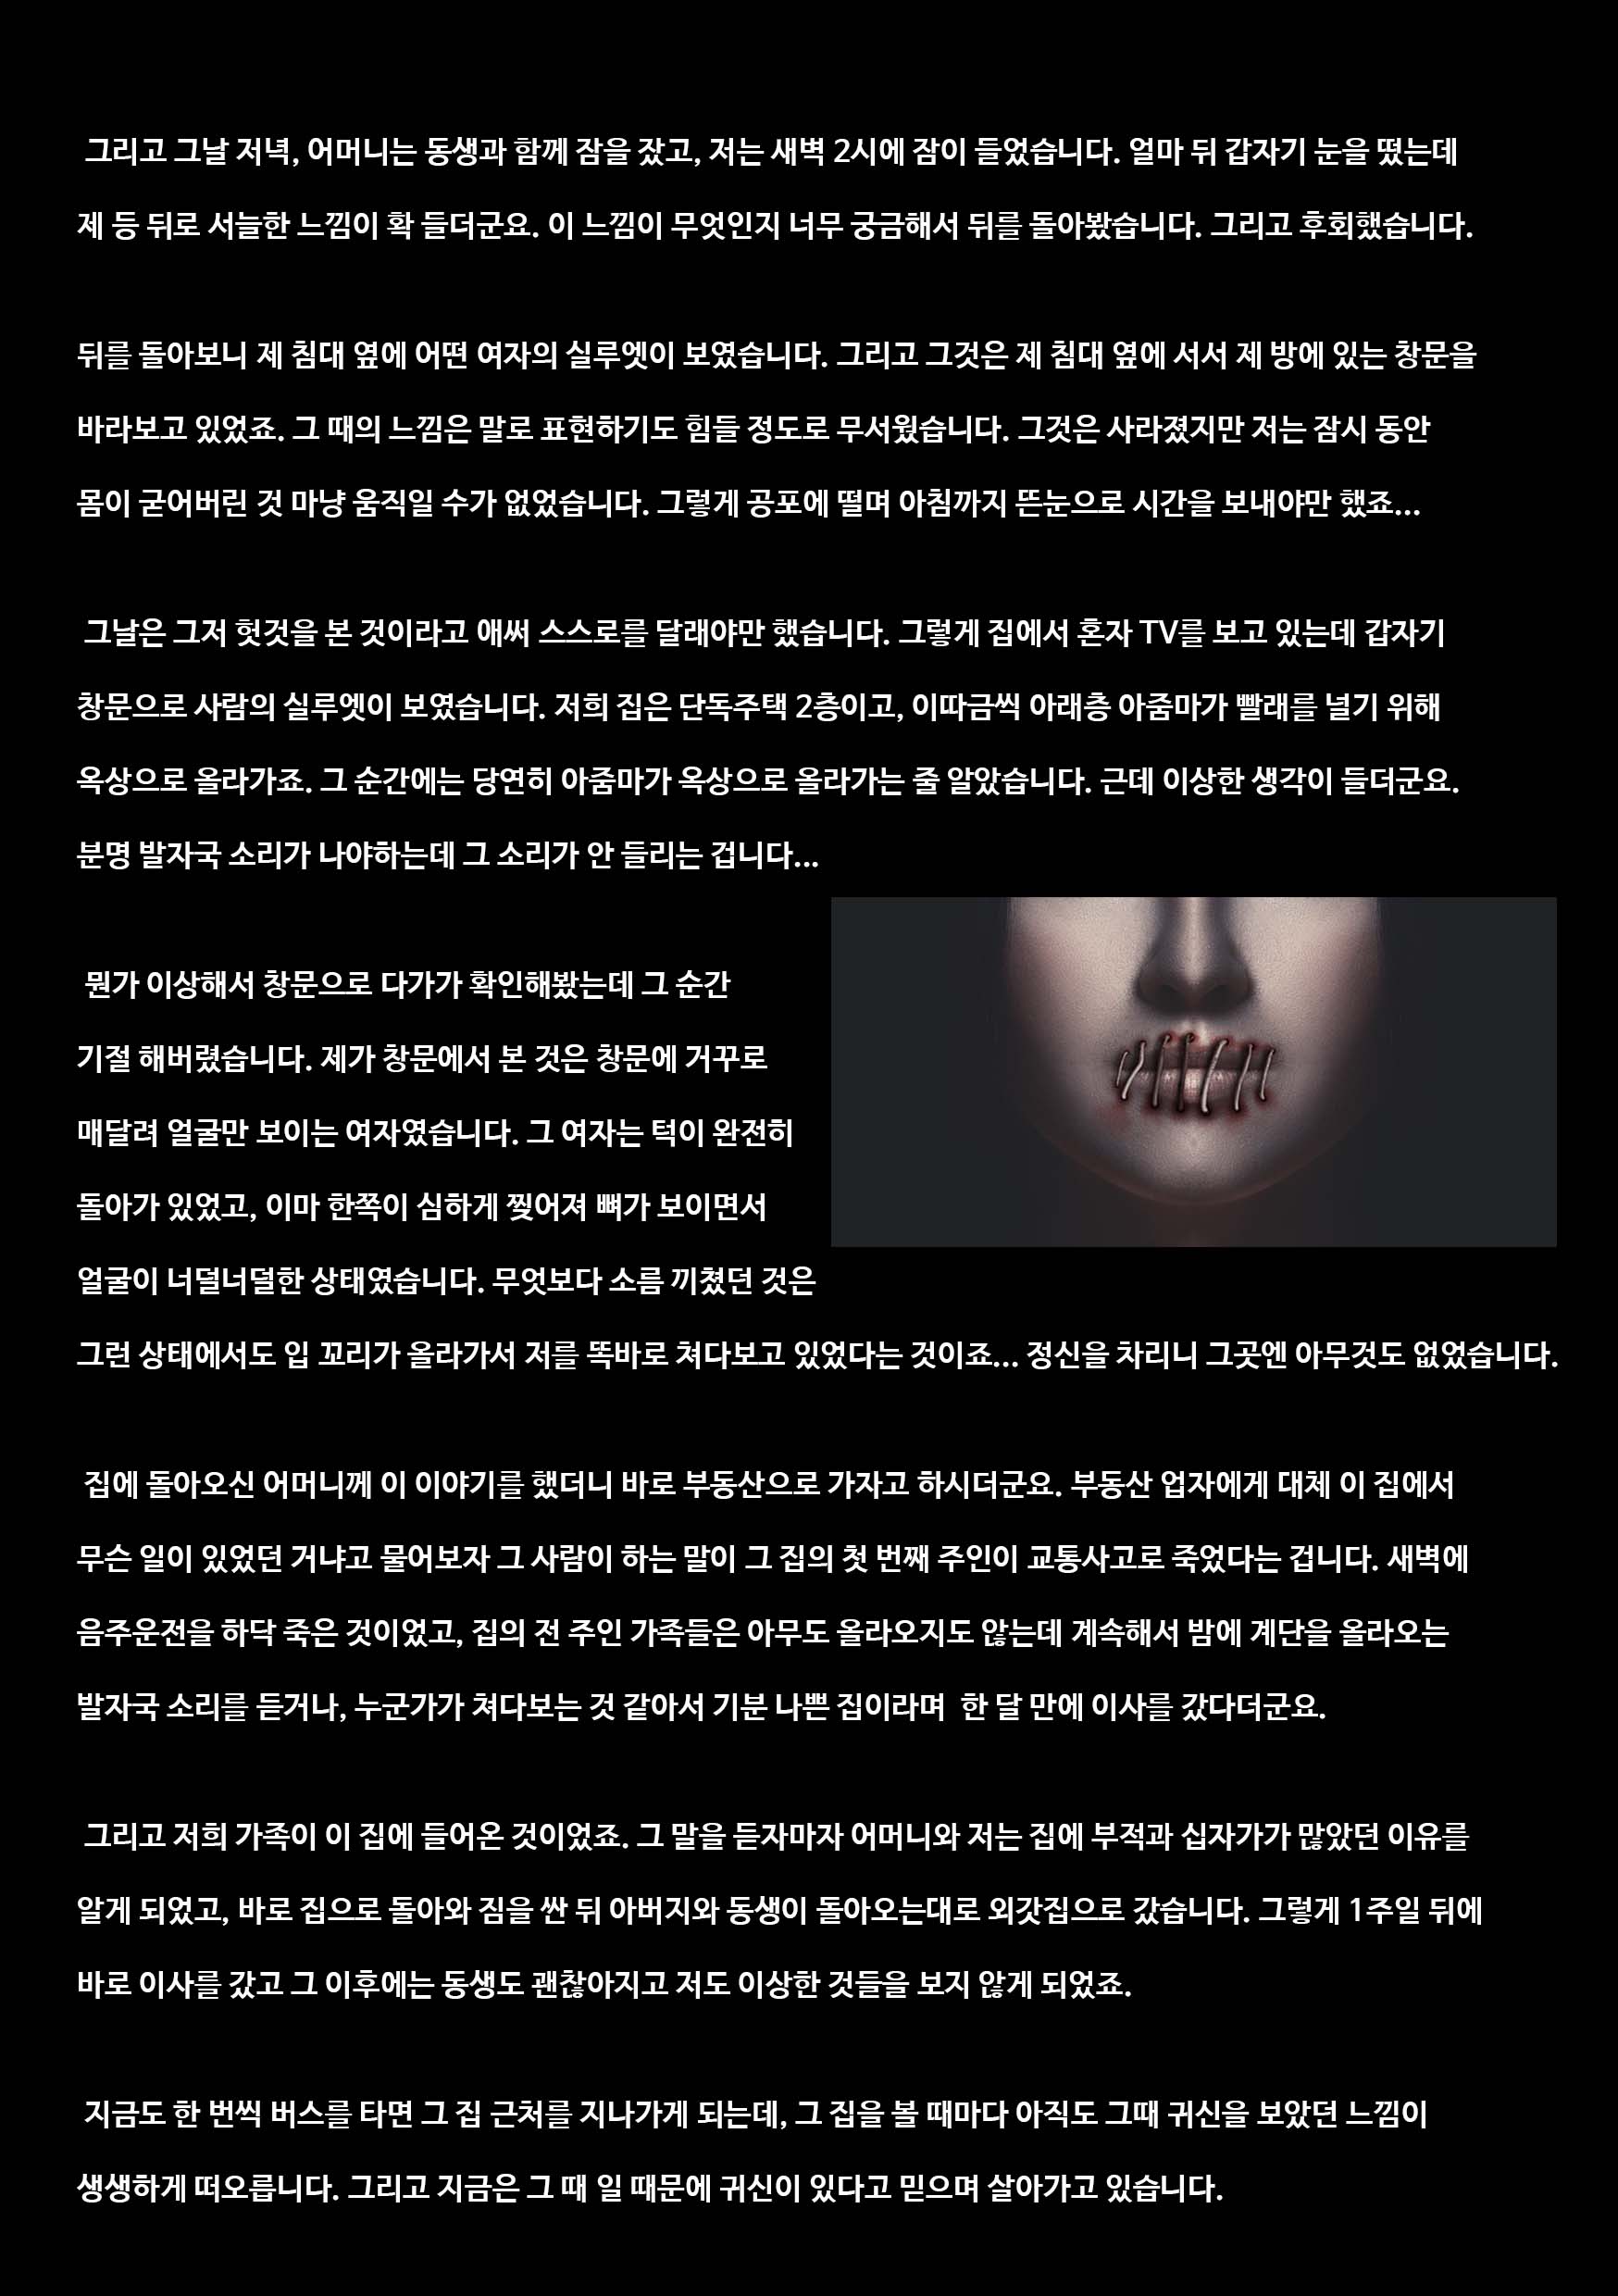 그리고 그날 저녁, 어머니는 동생과 함께 잠을 잤고, 저는 새벽 2시에 잠이 들었습니다. 얼마 뒤 갑자기 눈을 떴는데
제 등 뒤로 서늘한 느낌이 확 들더군요. 이 느낌이 무엇인지 너무 궁금해서 뒤를 돌아봤습니다. 그리고 후회했습니다.
뒤를 돌아보니 제 침대 옆에 어떤 여자의 실루엣이 보였습니다. 그리고 그것은 제 침대 옆에 서서 제 방에 있는 창문을
바라보고 있었죠. 그 때의 느낌은 말로 표현하기도 힘들 정도로 무서웠습니다. 그것은 사라졌지만 저는 잠시 동안
몸이 굳어버린 것 마냥 움직일 수가 없었습니다. 그렇게 공포에 떨며 아침까지 뜬눈으로 시간을 보내야만 했죠...
그날은 그저 헛것을 본 것이라고 애써 스스로를 달래야만 했습니다. 그렇게 집에서 혼자 TV를 보고 있는데 갑자기
창문으로 사람의 실루엣이 보였습니다. 저희 집은 단독주택 2층이고, 이따금씩 아래층 아줌마가 빨래를 널기 위해
옥상으로 올라가죠. 그 순간에는 당연히 아줌마가 옥상으로 올라가는 줄 알았습니다. 근데 이상한 생각이 들더군요.
분명 발자국 소리가 나야하는데 그 소리가 안 들리는 겁니다...
뭔가 이상해서 창문으로 다가가 확인해봤는데 그 순간
기절 해버렸습니다. 제가 창문에서 본 것은 창문에 거꾸로
매달려 얼굴만 보이는 여자였습니다. 그 여자는 턱이 완전히
돌아가 있었고, 이마 한쪽이 심하게 찢어져 뼈가 보이면서
얼굴이 너덜너덜한 상태였습니다. 무엇보다 소름 끼쳤던 것은
그런 상태에서도 입 꼬리가 올라가서 저를 똑바로 쳐다보고 있었다는 것이죠... 정신을 차리니 그곳엔 아무것도 없었습니다.
집에 돌아오신 어머니께 이 이야기를 했더니 바로 부동산으로 가자고 하시더군요. 부동산 업자에게 대체 이 집에서
무슨 일이 있었던 거냐고 물어보자 그 사람이 하는 말이 그 집의 첫 번째 주인이 교통사고로 죽었다는 겁니다. 새벽에
음주운전을 하닥 죽은 것이었고, 집의 전 주인 가족들은 아무도 올라오지도 않는데 계속해서 밤에 계단을 올라오는
발자국 소리를 듣거나, 누군가가 쳐다보는 것 같아서 기분 나쁜 집이라며  한 달 만에 이사를 갔다더군요.
그리고 저희 가족이 이 집에 들어온 것이었죠. 그 말을 듣자마자 어머니와 저는 집에 부적과 십자가가 많았던 이유를
알게 되었고, 바로 집으로 돌아와 짐을 싼 뒤 아버지와 동생이 돌아오는대로 외갓집으로 갔습니다. 그렇게 1주일 뒤에
바로 이사를 갔고 그 이후에는 동생도 괜찮아지고 저도 이상한 것들을 보지 않게 되었죠.
지금도 한 번씩 버스를 타면 그 집 근처를 지나가게 되는데, 그 집을 볼 때마다 아직도 그때 귀신을 보았던 느낌이
생생하게 떠오릅니다. 그리고 지금은 그 때 일 때문에 귀신이 있다고 믿으며 살아가고 있습니다.